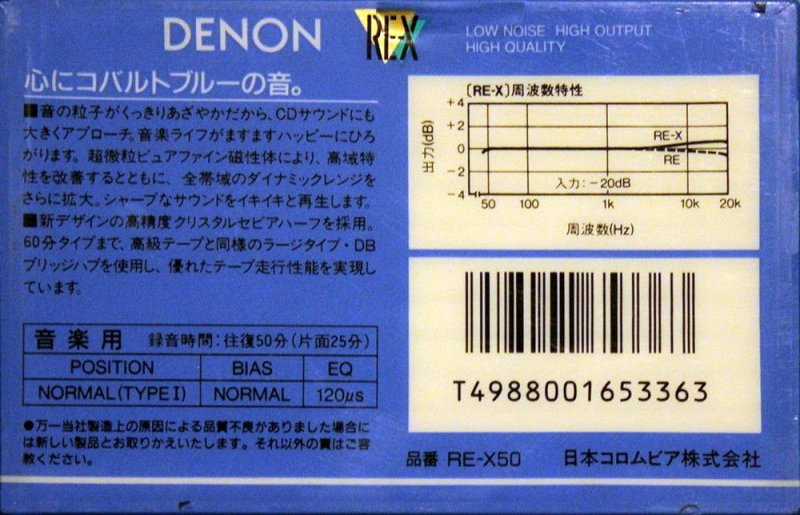 DENON
RE-X
LOW NOISE HIGH OUTPUT
HIGH QUALITY
心にコバルトブルーの音。
■音の粒子がくっきりあざやかだから、CDサウンドにも
大きくアプローチ。音楽ライフがますますハッピーにひろ
がります。超微粒ピュアファイン磁性体により、高域特
性を改善するとともに、全帯域のダイナミックレンジを
さらに拡大。シャープなサウンドをイキイキと再生します。
■新デザインの高精度クリスタルセピアハーフを採用。
60分タイプまで、高級テープと同様のラージタイプ・DB
ブリッジハブを使用し、優れたテープ走行性能を実現し
ています。
音楽用 録音時間:往復50分(片面25分)
POSITION BIAS EQ
NORMAL(TYPE I) NORMAL 120μs
●万一当社製造上の原因による品質不良がありました場合に
は新しい製品とお取りかえいたします。それ以外の責はご容
赦ください。
〔RE-X〕周波数特性
出力(dB)
+4
+2
0
−2
−4
RE-X
RE
入力:−20dB
50 100 1k 10k 20k
周波数(Hz)
T4988001653363
品番 RE-X50 日本コロムビア株式会社